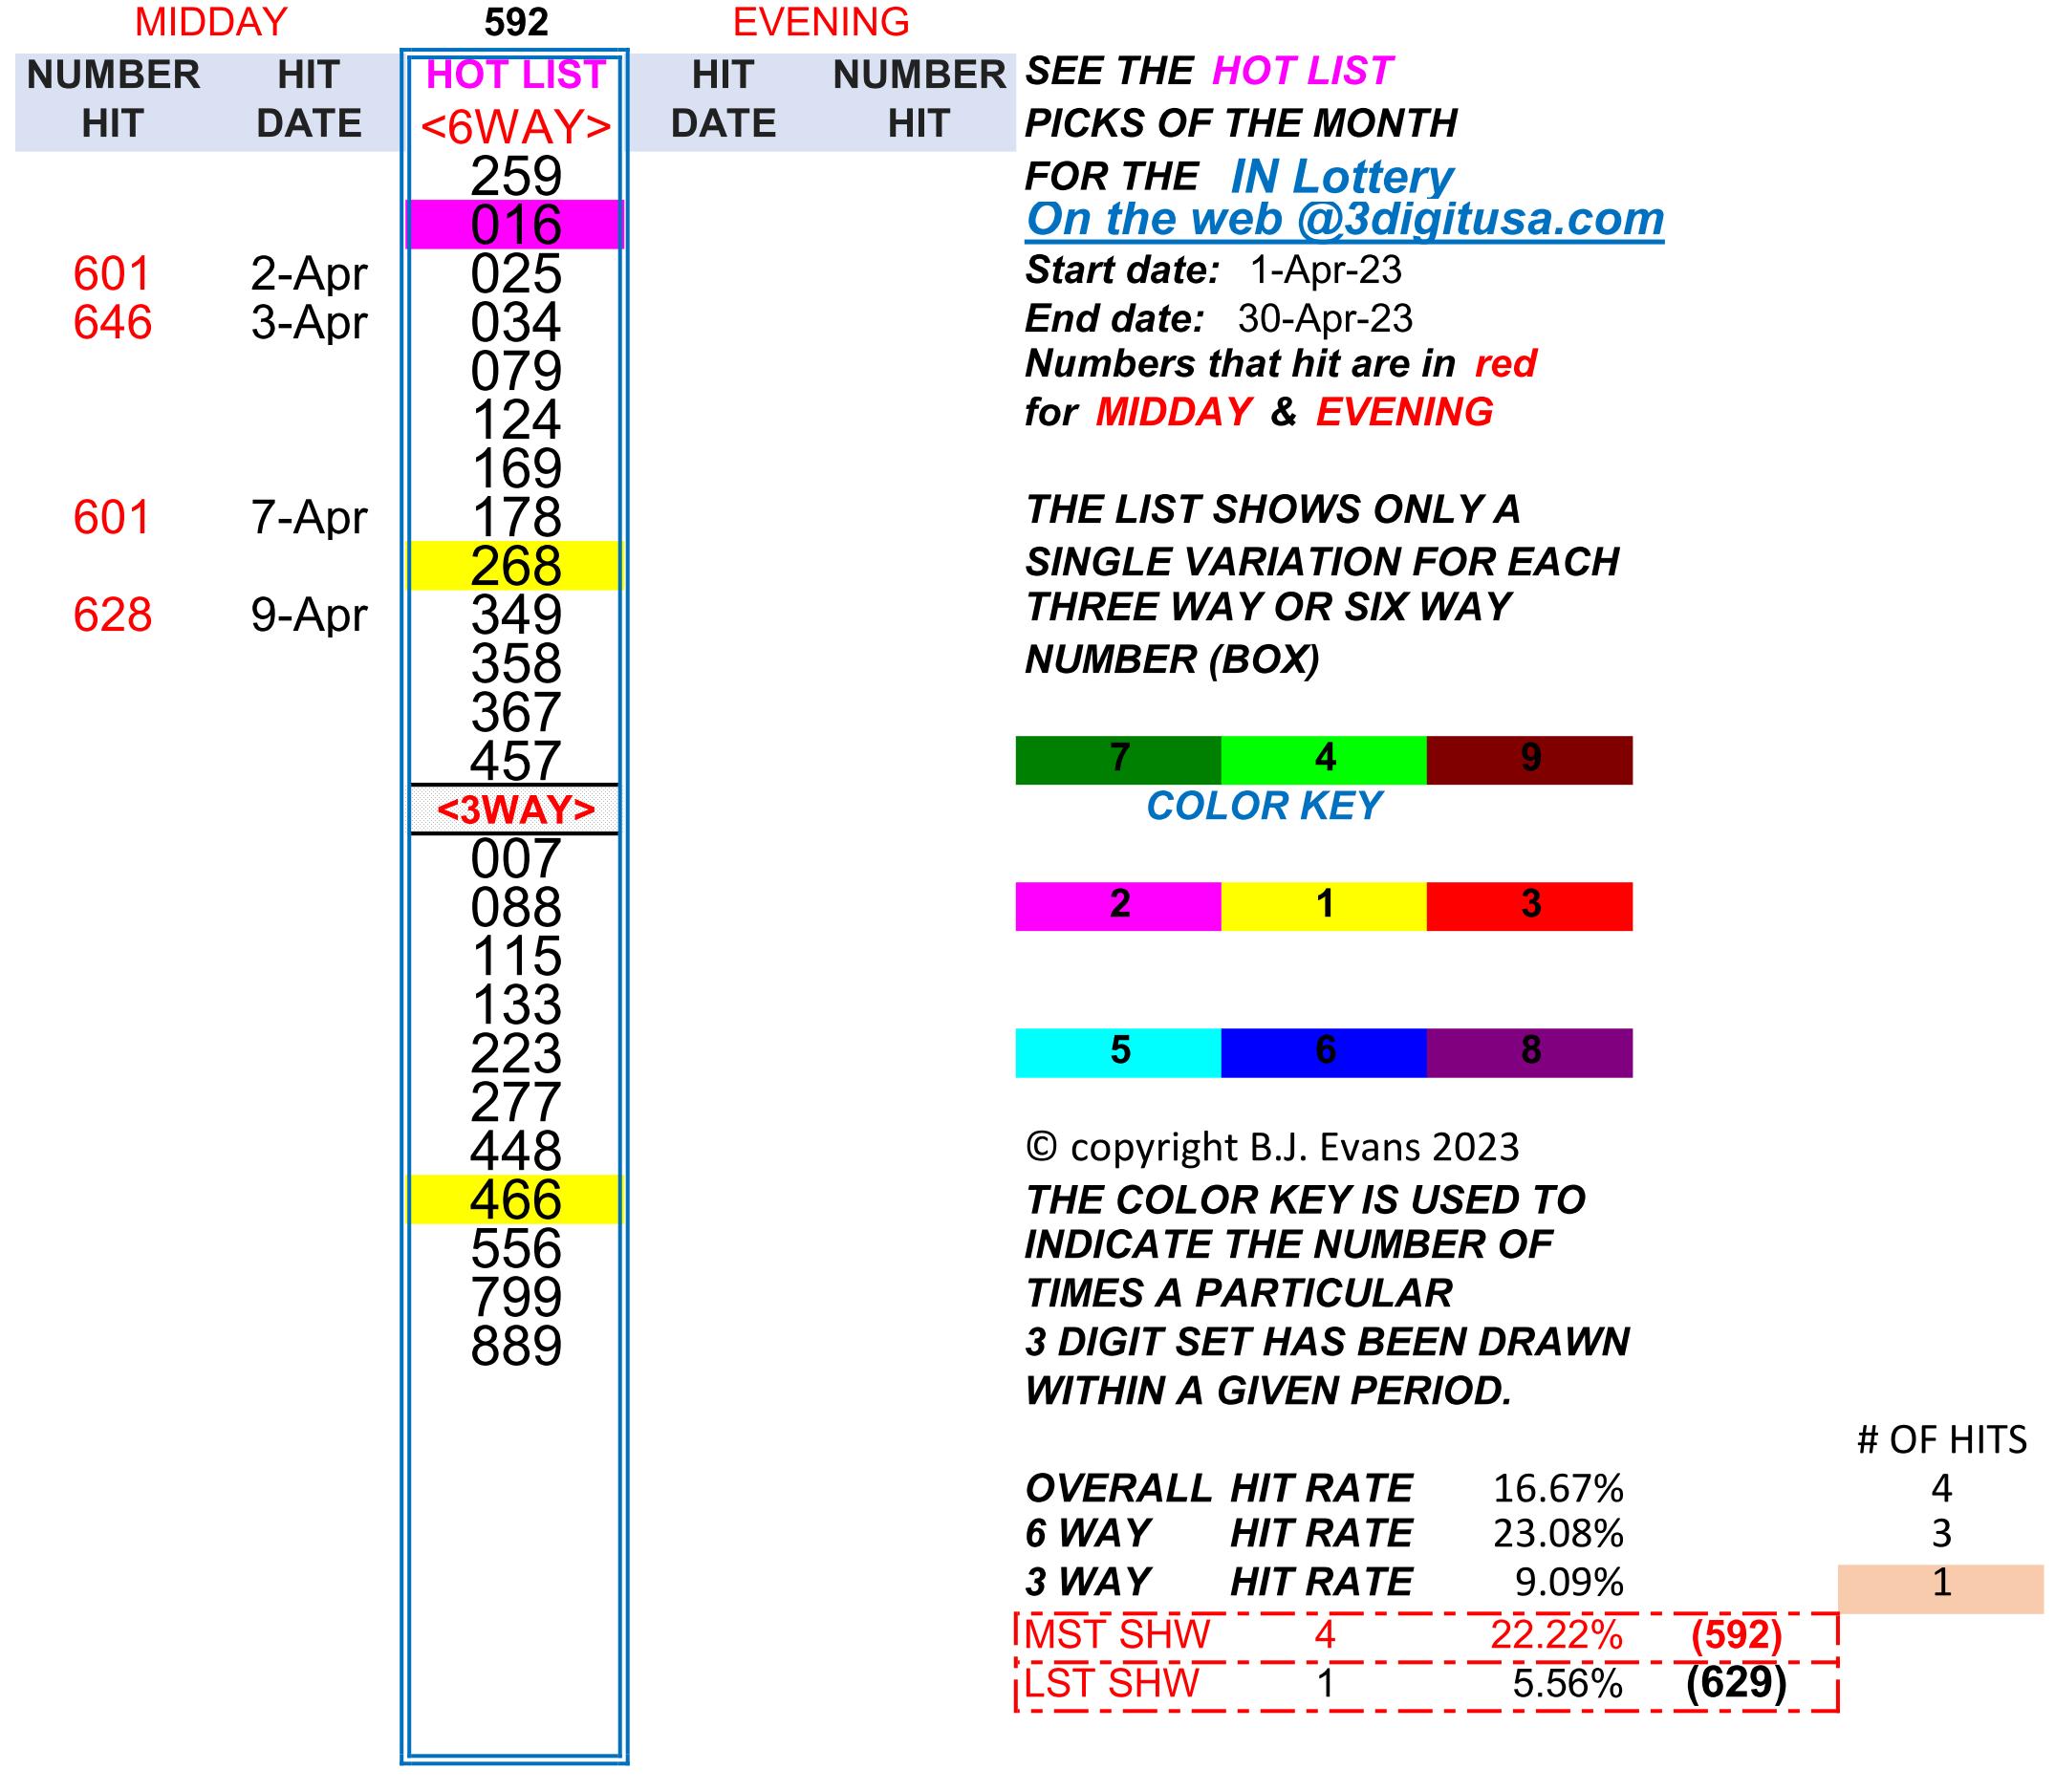 MIDDAY 592 EVENING
NUMBER HIT HOT LIST HIT NUMBER SEE THE HOT LIST
HIT DATE <6WAY> DATE HIT PICKS OF THE MONTH
259 FOR THE IN Lottery
016 On the web @3digitusa.com
601 2-Apr 025 Start date: 1-Apr-23
646 3-Apr 034 End date: 30-Apr-23
079 Numbers that hit are in red
124 for MIDDAY & EVENING
169
601 7-Apr 178 THE LIST SHOWS ONLY A
268 SINGLE VARIATION FOR EACH
628 9-Apr 349 THREE WAY OR SIX WAY
358 NUMBER (BOX)
367
457 7 4 9
<3WAY> COLOR KEY
007
088 2 1 3
115
133
223 5 6 8
277
448 © copyright B.J. Evans 2023
466 THE COLOR KEY IS USED TO
556 INDICATE THE NUMBER OF
799 TIMES A PARTICULAR
889 3 DIGIT SET HAS BEEN DRAWN
WITHIN A GIVEN PERIOD.
# OF HITS
OVERALL HIT RATE 16.67% 4
6 WAY HIT RATE 23.08% 3
3 WAY HIT RATE 9.09% 1
MST SHW 4 22.22% (592)
LST SHW 1 5.56% (629)